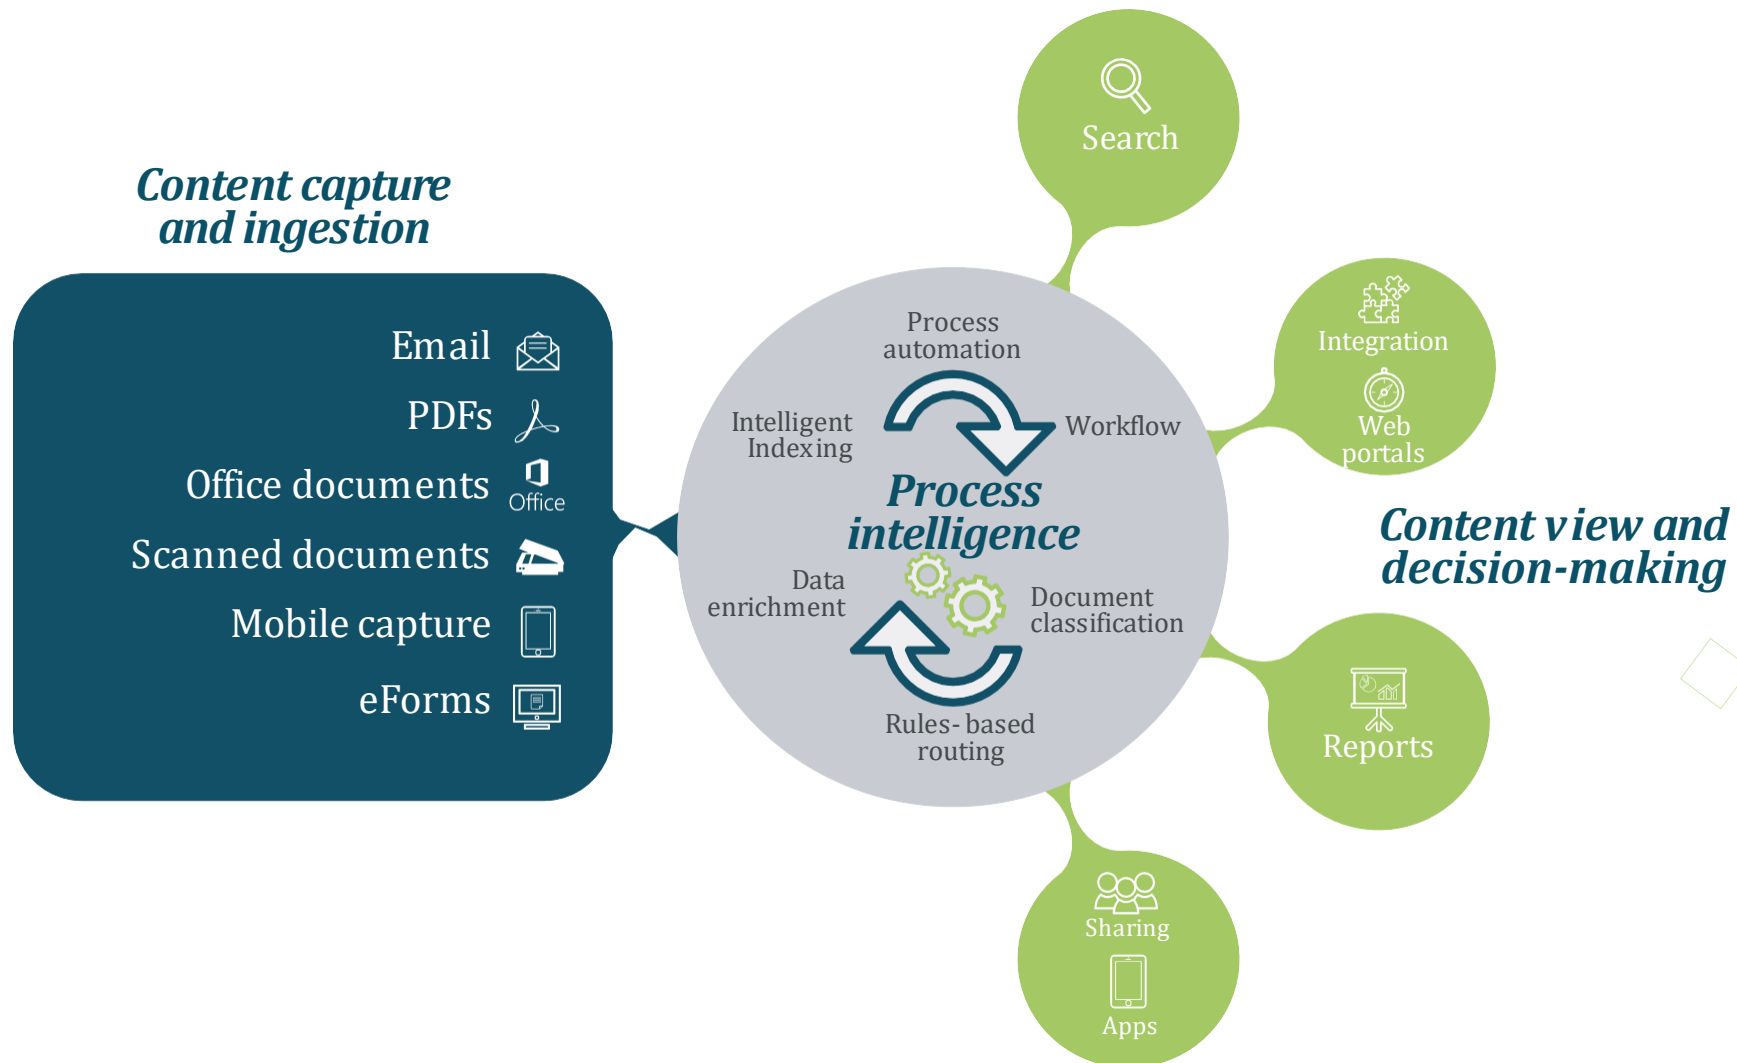 Content capture
and ingestion
Email
PDFs
Office documents
Office
Scanned documents
Mobile capture
eForms
Process
automation
Intelligent
Indexing
Workflow
Process
intelligence
Data
enrichment
Document
classification
Rules-based
routing
Search
Integration
Web
portals
Content view and
decision-making
Reports
Sharing
Apps